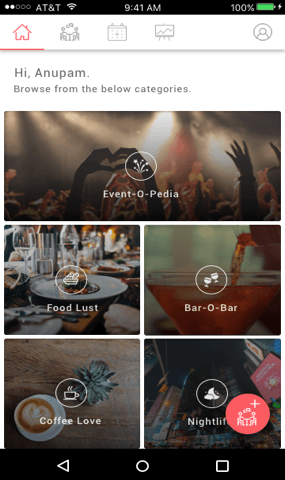 AT&T 9:41 AM 100%
Hi, Anupam.
Browse from the below categories.
Event-O-Pedia
Food Lust
Bar-O-Bar
Coffee Love
Nightlif